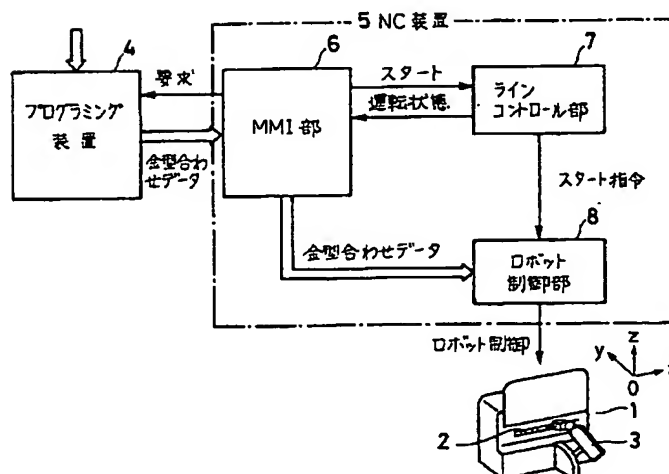 5 NC装置
4
6
7
要求
スタート
運転状態
プログラミング
装置
MMI部
ライン
コントロール部
金型合わ
せデータ
スタート指令
8
金型合わせデータ
ロボット
制御部
ロボット制御
y
z
0
1
2
3